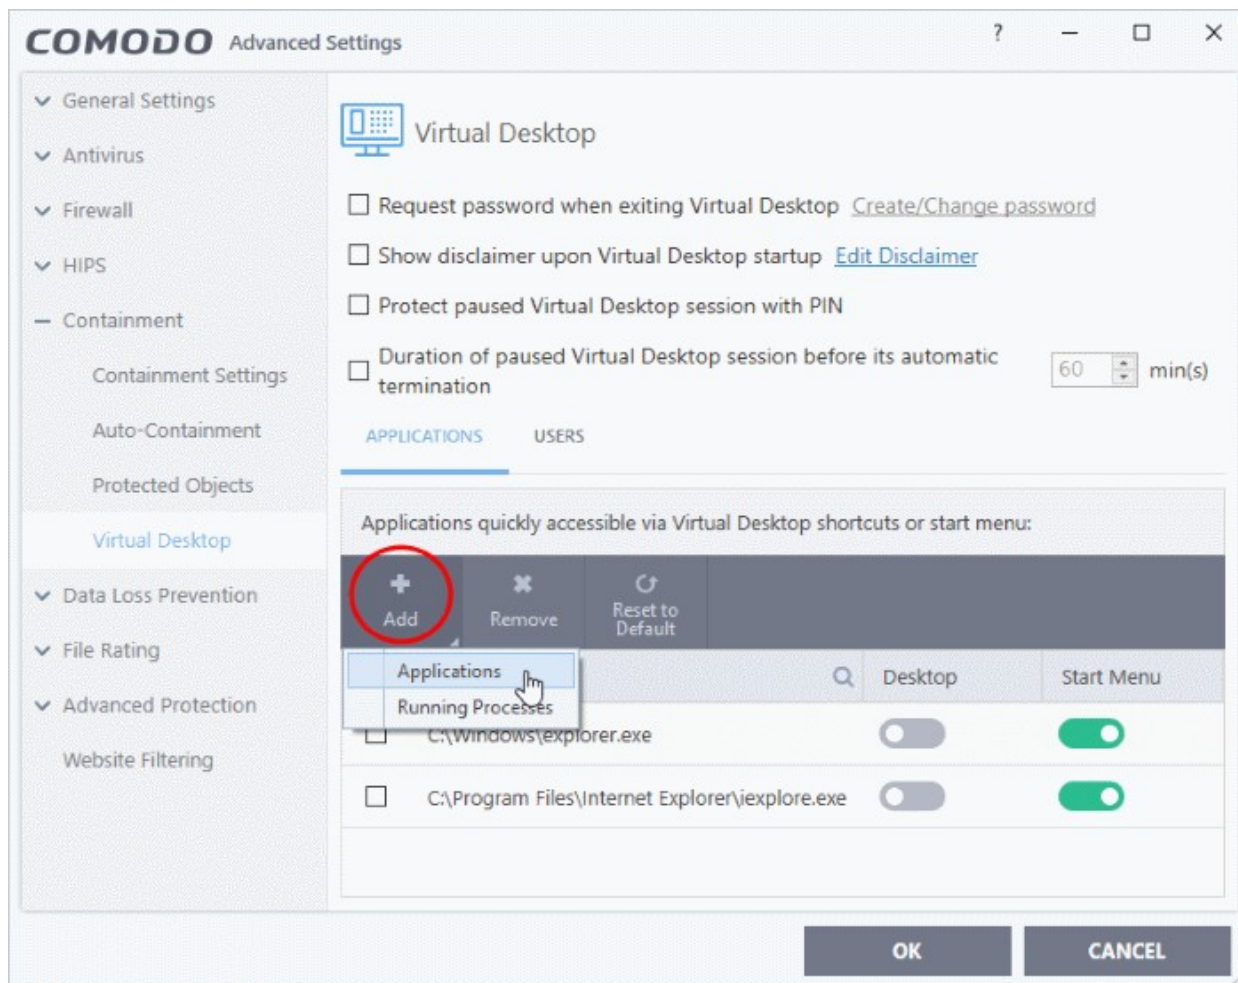 COMODO Advanced Settings ?
General Settings
Antivirus
Firewall
HIPS
Containment
Containment Settings
Auto-Containment
Protected Objects
Virtual Desktop
Data Loss Prevention
File Rating
Advanced Protection
Website Filtering
Virtual Desktop
Request password when exiting Virtual Desktop Create/Change password
Show disclaimer upon Virtual Desktop startup Edit Disclaimer
Protect paused Virtual Desktop session with PIN
Duration of paused Virtual Desktop session before its automatic
termination
60 min(s)
APPLICATIONS USERS
Applications quickly accessible via Virtual Desktop shortcuts or start menu:
Add
Remove
Reset to
Default
Applications
Running Processes
Desktop Start Menu
C:\Windows\explorer.exe
C:\Program Files\Internet Explorer\iexplore.exe
OK CANCEL